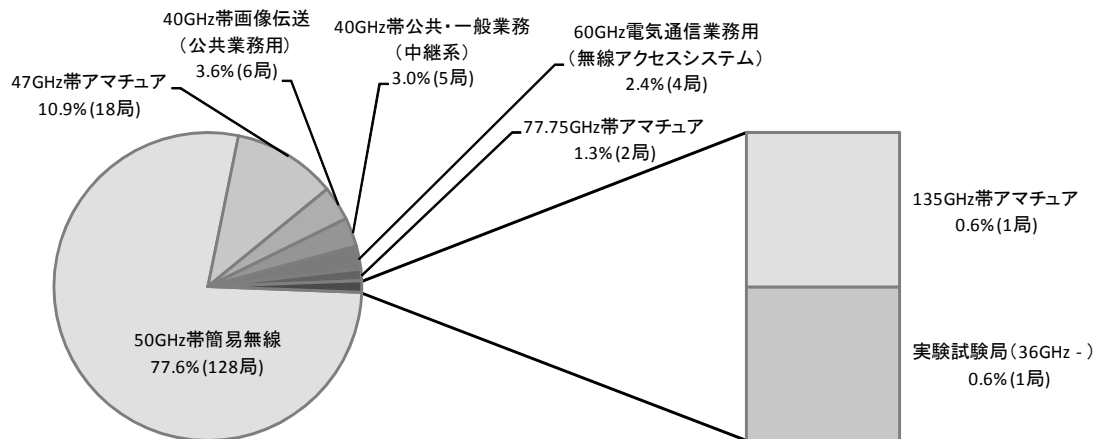 40GHz帯画像伝送
(公共業務用)
3.6%(6局)
40GHz帯公共・一般業務
(中継系)
3.0%(5局)
60GHz電気通信業務用
(無線アクセスシステム)
2.4%(4局)
47GHz帯アマチュア
10.9%(18局)
77.75GHz帯アマチュア
1.3%(2局)
135GHz帯アマチュア
0.6%(1局)
50GHz帯簡易無線
77.6%(128局)
実験試験局(36GHz - )
0.6%(1局)